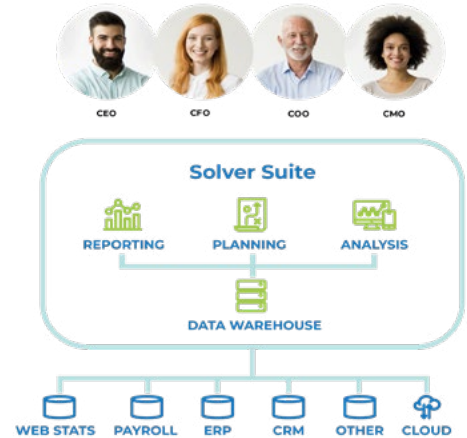 CEO CFO COO CMO
Solver Suite
REPORTING PLANNING ANALYSIS
DATA WAREHOUSE
WEB STATS PAYROLL ERP CRM OTHER CLOUD